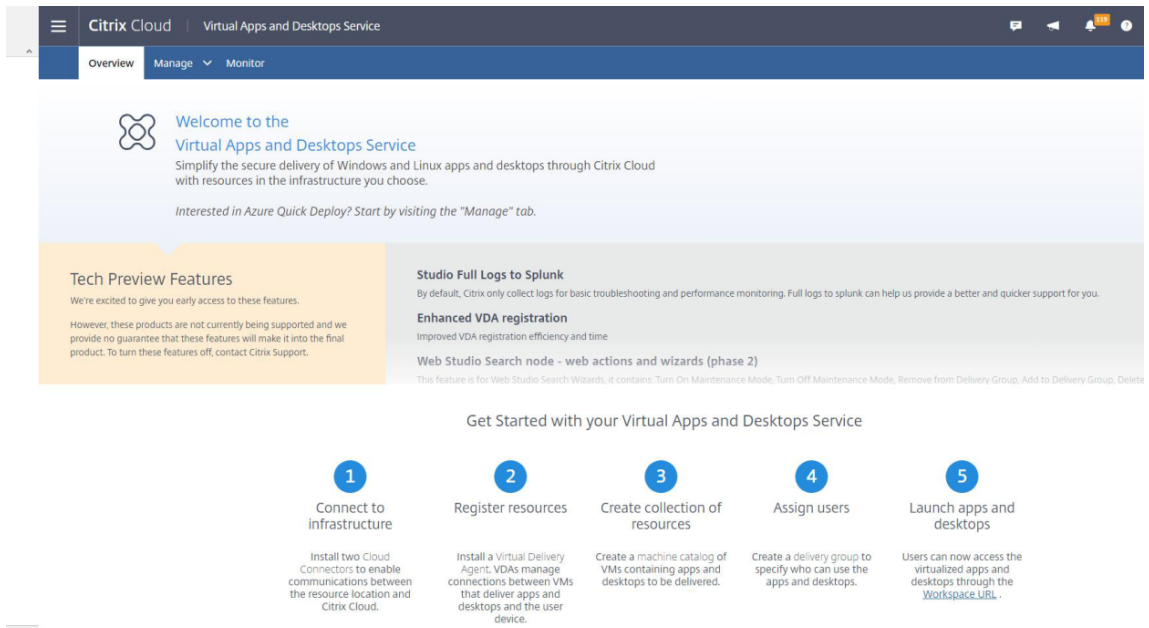 Citrix Cloud | Virtual Apps and Desktops Service
119
Overview Manage Monitor
Welcome to the
Virtual Apps and Desktops Service
Simplify the secure delivery of Windows and Linux apps and desktops through Citrix Cloud
with resources in the infrastructure you choose.
Interested in Azure Quick Deploy? Start by visiting the "Manage" tab.
Tech Preview Features
We're excited to give you early access to these features.
However, these products are not currently being supported and we
provide no guarantee that these features will make it into the final
product. To turn these features off, contact Citrix Support.
Studio Full Logs to Splunk
By default, Citrix only collect logs for basic troubleshooting and performance monitoring. Full logs to splunk can help us provide a better and quicker support for you.
Enhanced VDA registration
Improved VDA registration efficiency and time
Web Studio Search node - web actions and wizards (phase 2)
This feature is for Web Studio Search Wizards, it contains: Turn On Maintenance Mode, Turn Off Maintenance Mode, Remove from Delivery Group, Add to Delivery Group, Delete
Get Started with your Virtual Apps and Desktops Service
1
Connect to
infrastructure
Install two Cloud
Connectors to enable
communications between
the resource location and
Citrix Cloud.
2
Register resources
Install a Virtual Delivery
Agent. VDAs manage
connections between VMs
that deliver apps and
desktops and the user
device.
3
Create collection of
resources
Create a machine catalog of
VMs containing apps and
desktops to be delivered.
4
Assign users
Create a delivery group to
specify who can use the
apps and desktops.
5
Launch apps and
desktops
Users can now access the
virtualized apps and
desktops through the
Workspace URL .